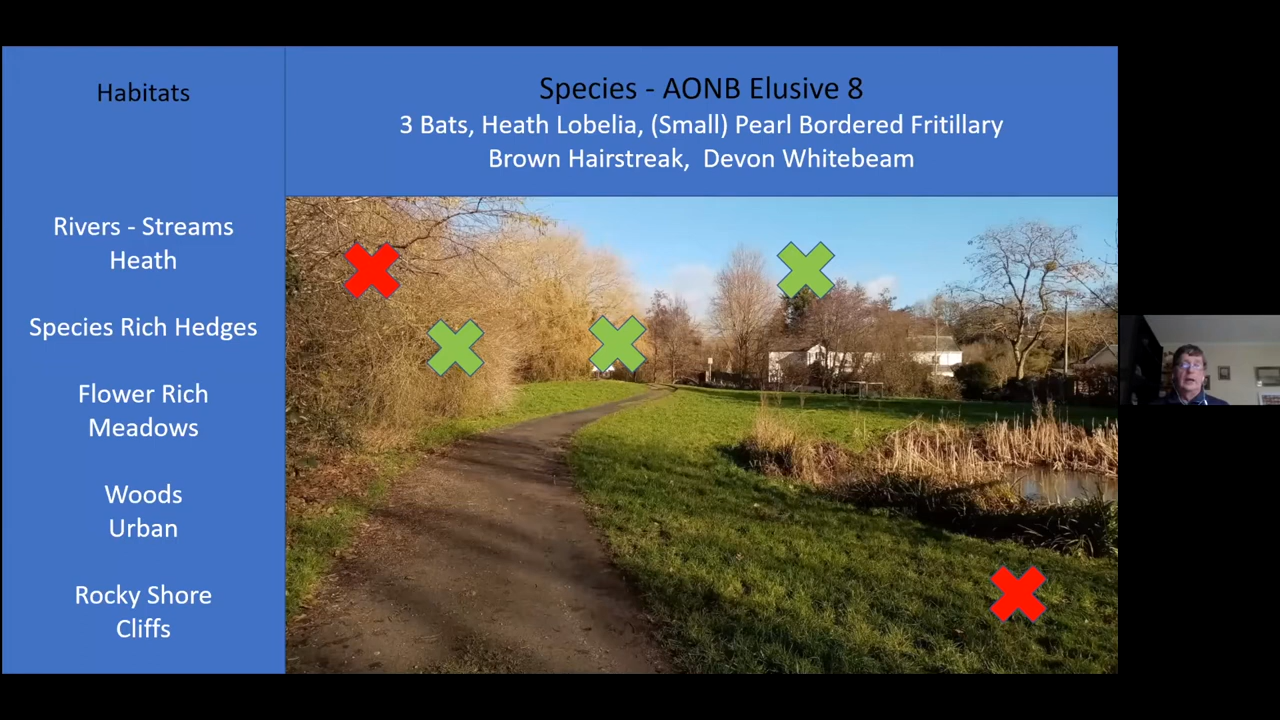 Habitats
Species - AONB Elusive 8
3 Bats, Heath Lobelia, (Small) Pearl Bordered Fritillary
Brown Hairstreak, Devon Whitebeam
Rivers - Streams
Heath
Species Rich Hedges
Flower Rich
Meadows
Woods
Urban
Rocky Shore
Cliffs